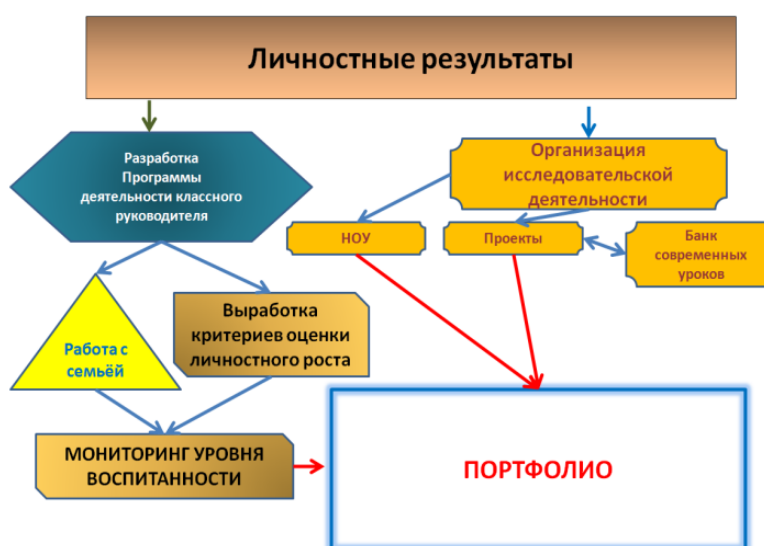 Личностные результаты
Разработка
Программы
деятельности классного
руководителя
Организация
исследовательской
деятельности
НОУ
Проекты
Банк
современных
уроков
Работа с
семьёй
Выработка
критериев оценки
личностного роста
МОНИТОРИНГ УРОВНЯ
ВОСПИТАННОСТИ
ПОРТФОЛИО